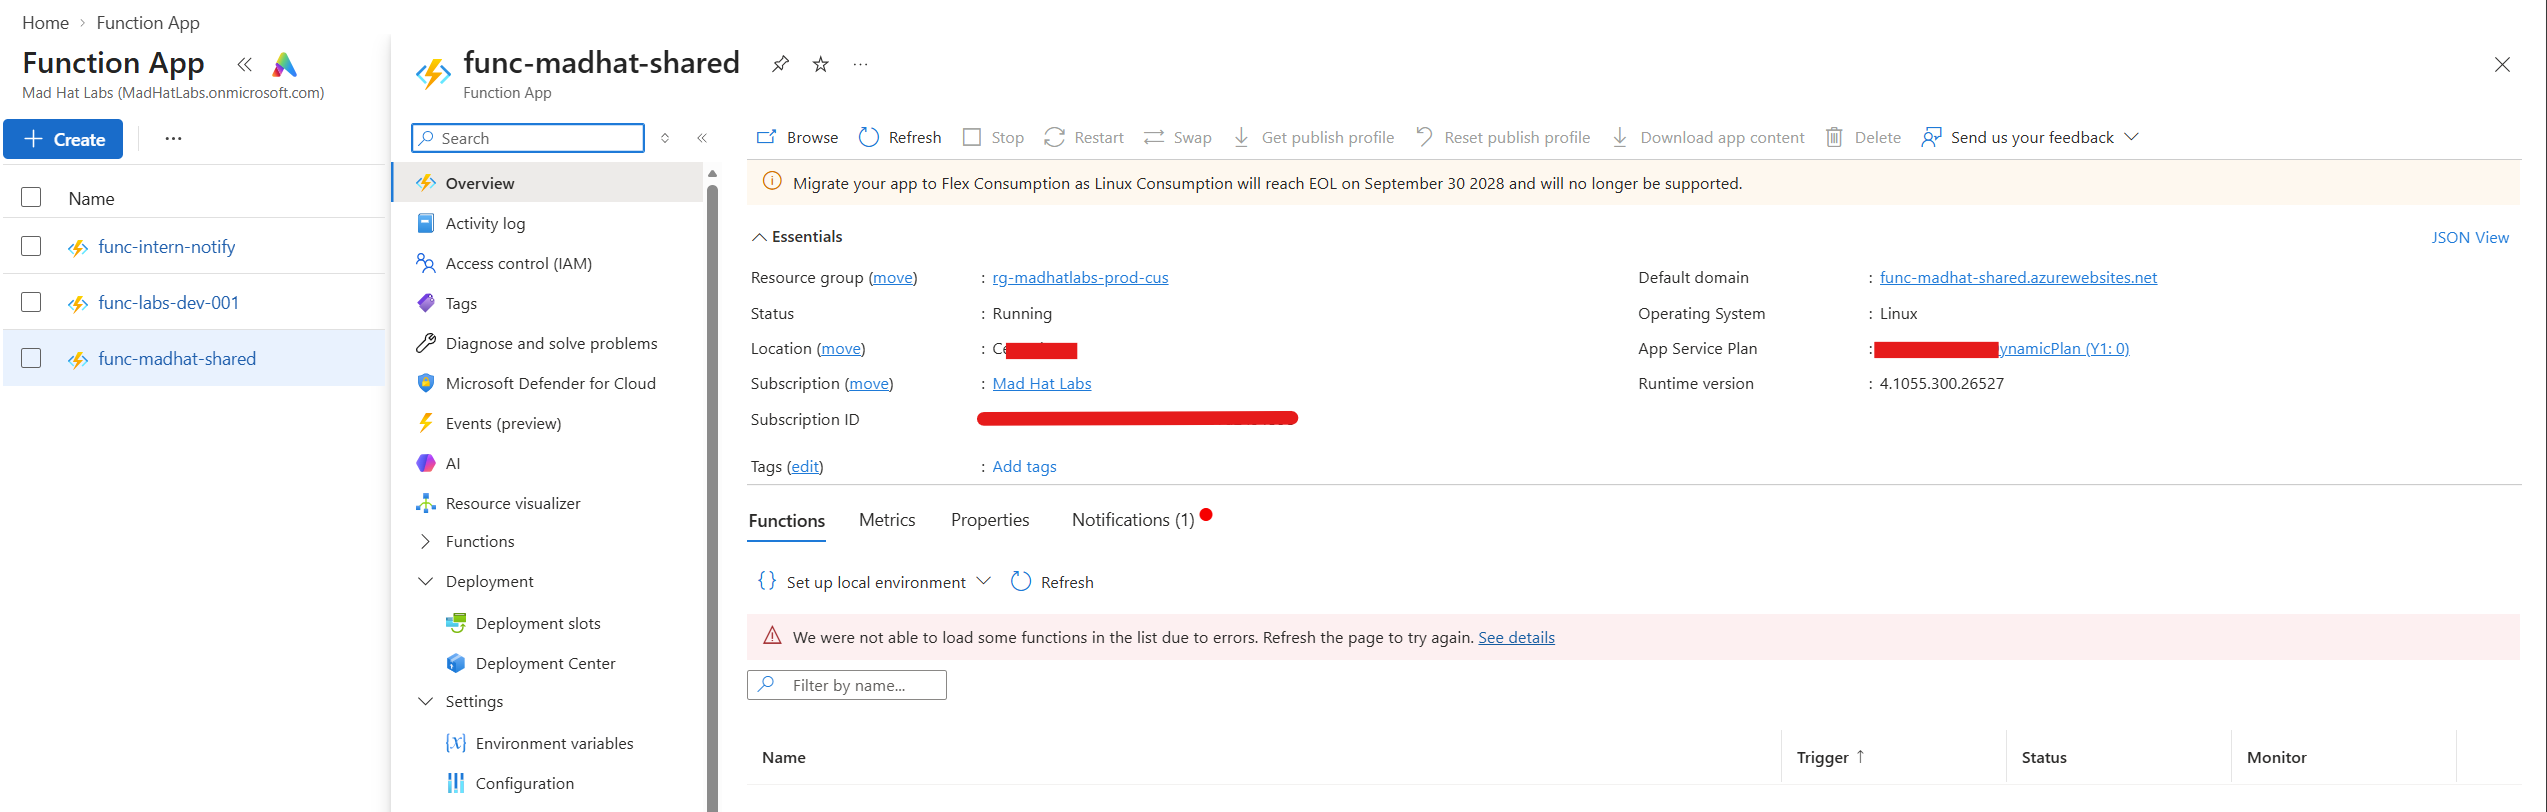 Home > Function App
Function App
Mad Hat Labs (MadHatLabs.onmicrosoft.com)
Create
Name
func-intern-notify
func-labs-dev-001
func-madhat-shared
func-madhat-shared
Function App
Search
Overview
Activity log
Access control (IAM)
Tags
Diagnose and solve problems
Microsoft Defender for Cloud
Events (preview)
AI
Resource visualizer
Functions
Deployment
Deployment slots
Deployment Center
Settings
Environment variables
Configuration
Browse Refresh Stop Restart Swap Get publish profile Reset publish profile Download app content Delete Send us your feedback
Migrate your app to Flex Consumption as Linux Consumption will reach EOL on September 30 2028 and will no longer be supported.
Essentials
JSON View
Resource group (move) : rg-madhatlabs-prod-cus
Status : Running
Location (move) :
Subscription (move) : Mad Hat Labs
Subscription ID
Tags (edit) : Add tags
Default domain : func-madhat-shared.azurewebsites.net
Operating System : Linux
App Service Plan : ynamicPlan (Y1: 0)
Runtime version : 4.1055.300.26527
Functions Metrics Properties Notifications (1)
Set up local environment Refresh
We were not able to load some functions in the list due to errors. Refresh the page to try again. See details
Filter by name...
Name Trigger ↑ Status Monitor